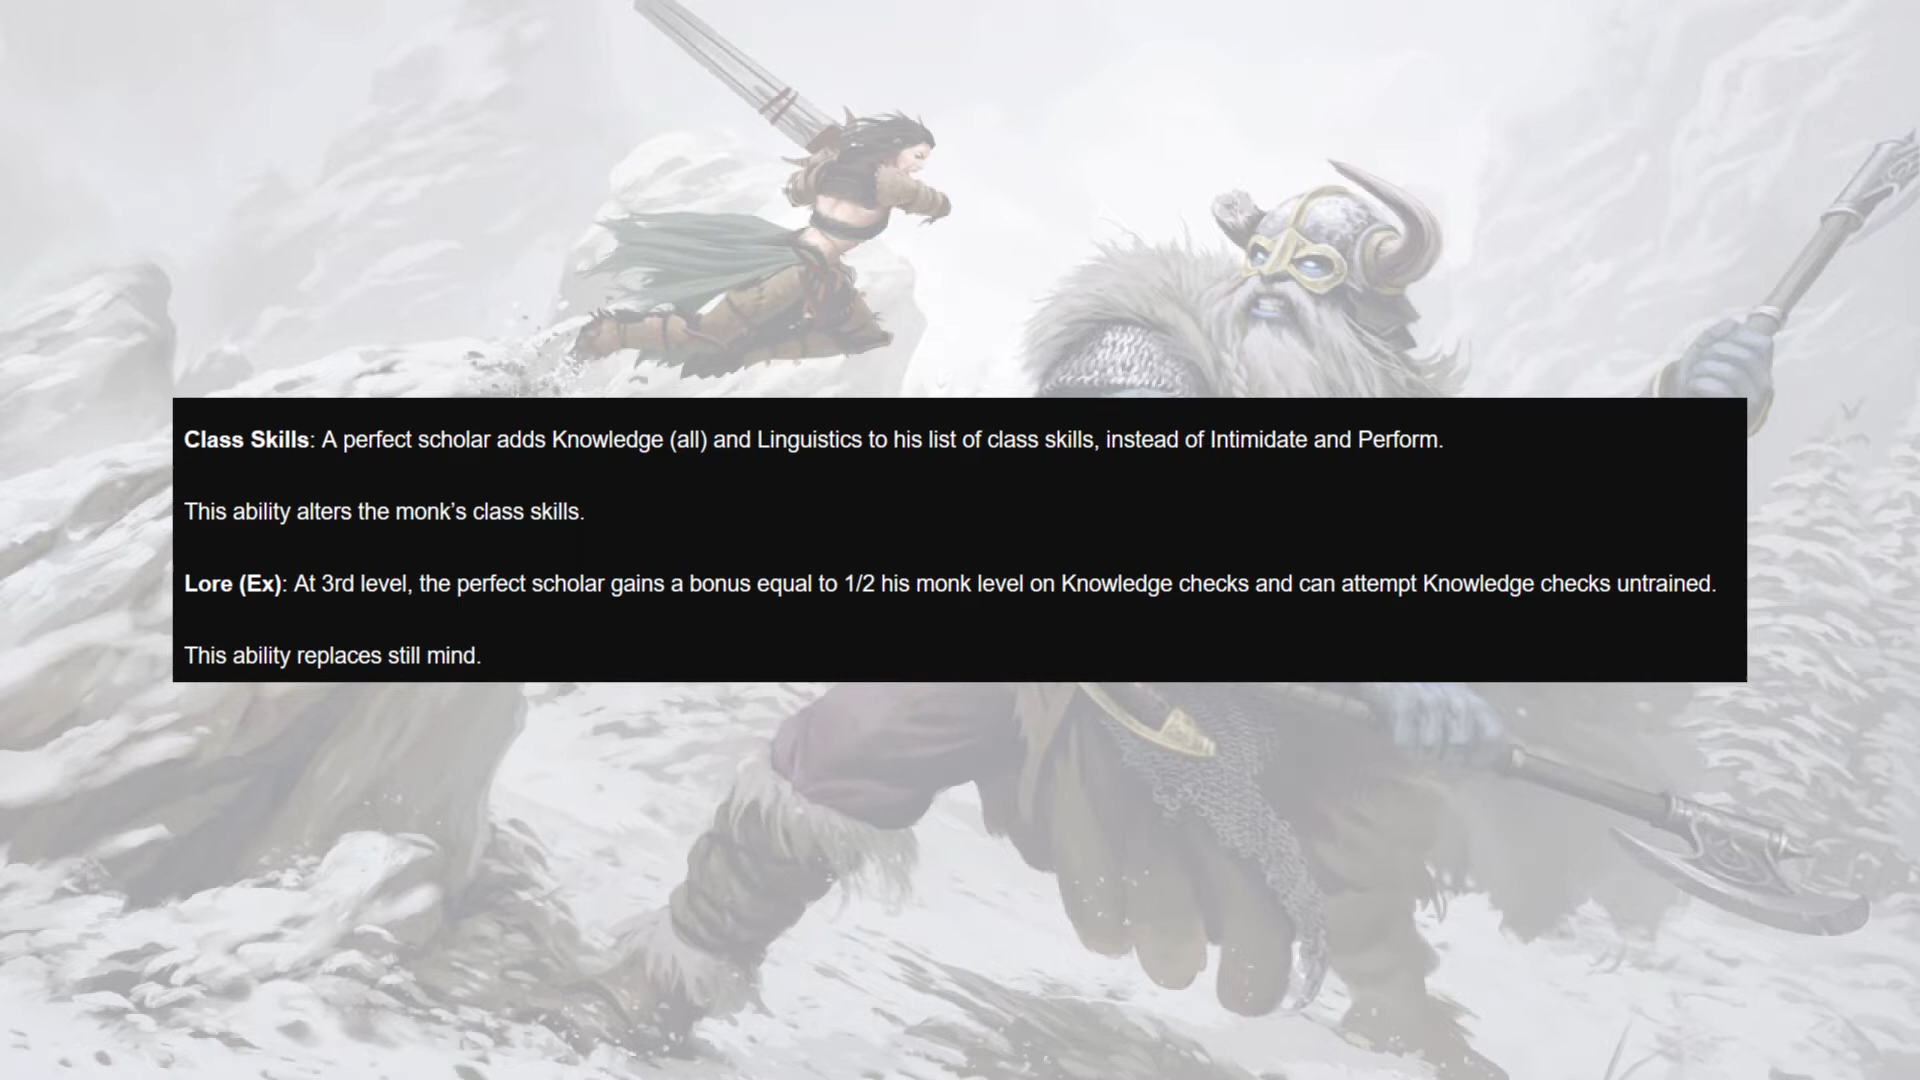 Class Skills: A perfect scholar adds Knowledge (all) and Linguistics to his list of class skills, instead of Intimidate and Perform.
This ability alters the monk’s class skills.
Lore (Ex): At 3rd level, the perfect scholar gains a bonus equal to 1/2 his monk level on Knowledge checks and can attempt Knowledge checks untrained.
This ability replaces still mind.